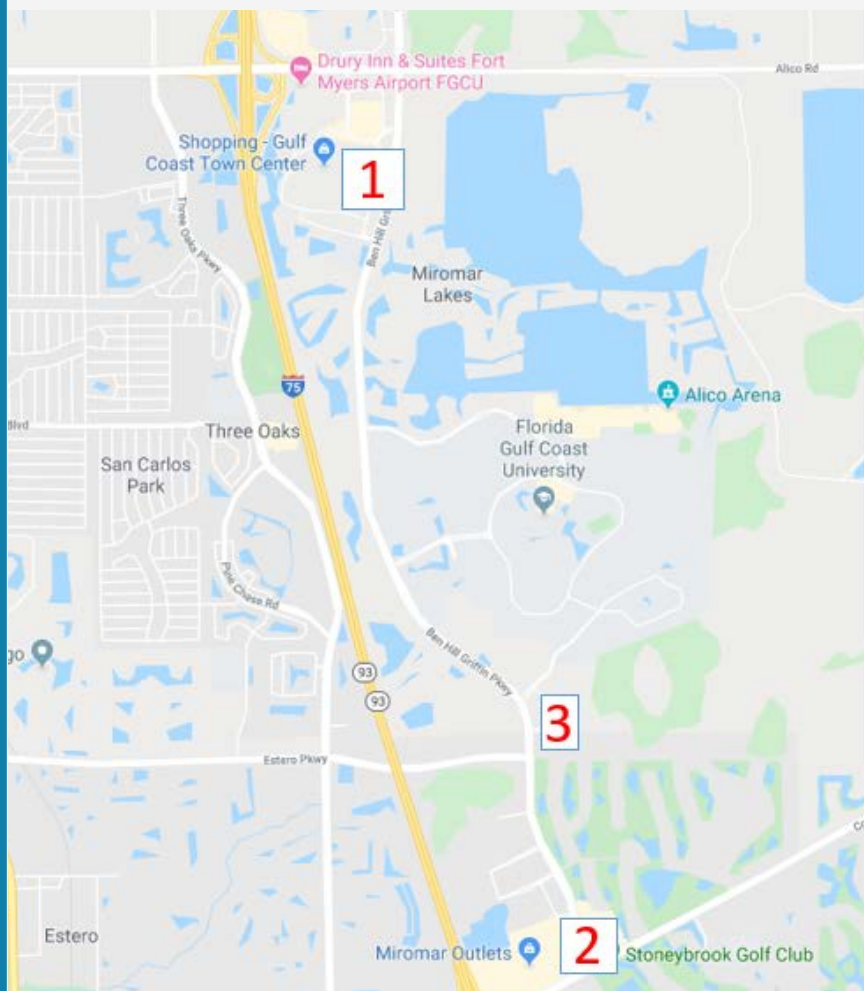 Drury Inn & Suites Fort
Myers Airport FGCU
Alico Rd
Shopping - Gulf
Coast Town Center
1
Three Oaks Pkwy
Ben Hill Gri
Miromar
Lakes
75
Alico Arena
Blvd
Three Oaks
Florida
Gulf Coast
University
San Carlos
Park
Pine Chase Rd
Ben Hill Griffin Pkwy
go
93
93
3
Estero Pkwy
Estero
Miromar Outlets
2
Stoneybrook Golf Club